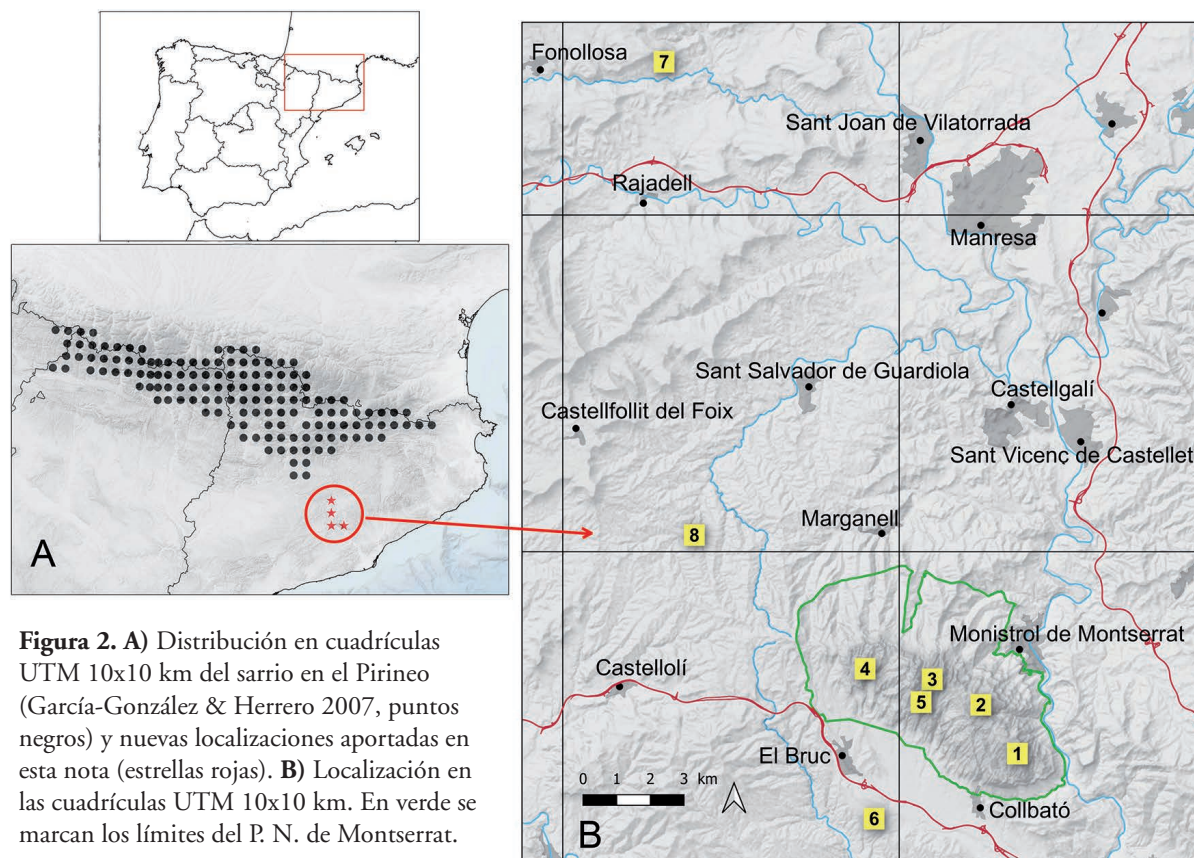 A
Figura 2. A) Distribución en cuadrículas
UTM 10x10 km del sarrio en el Pirineo
(García-González & Herrero 2007, puntos
negros) y nuevas localizaciones aportadas en
esta nota (estrellas rojas). B) Localización en
las cuadrículas UTM 10x10 km. En verde se
marcan los límites del P. N. de Montserrat.
Fonollosa
7
Sant Joan de Vilatorrada
Rajadell
Manresa
Sant Salvador de Guardiola
Castellgalí
Castellfollit del Foix
Sant Vicenç de Castellet
Marganell
8
Monistrol de Montserrat
Castellolí
4
3
5
2
1
El Bruc
0 1 2 3 km
Collbató
6
B